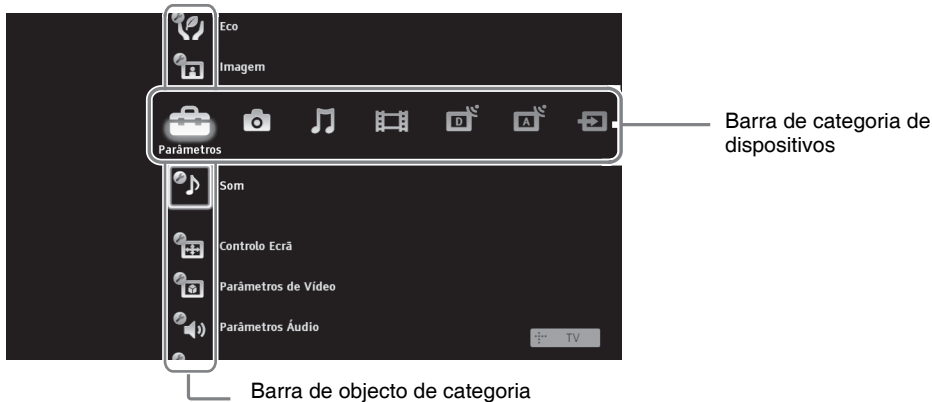 Eco
Imagem
D
A
Parâmetros
Barra de categoria de
dispositivos
Som
Controlo Ecrã
Parâmetros de Vídeo
Parâmetros Áudio
TV
Barra de objecto de categoria